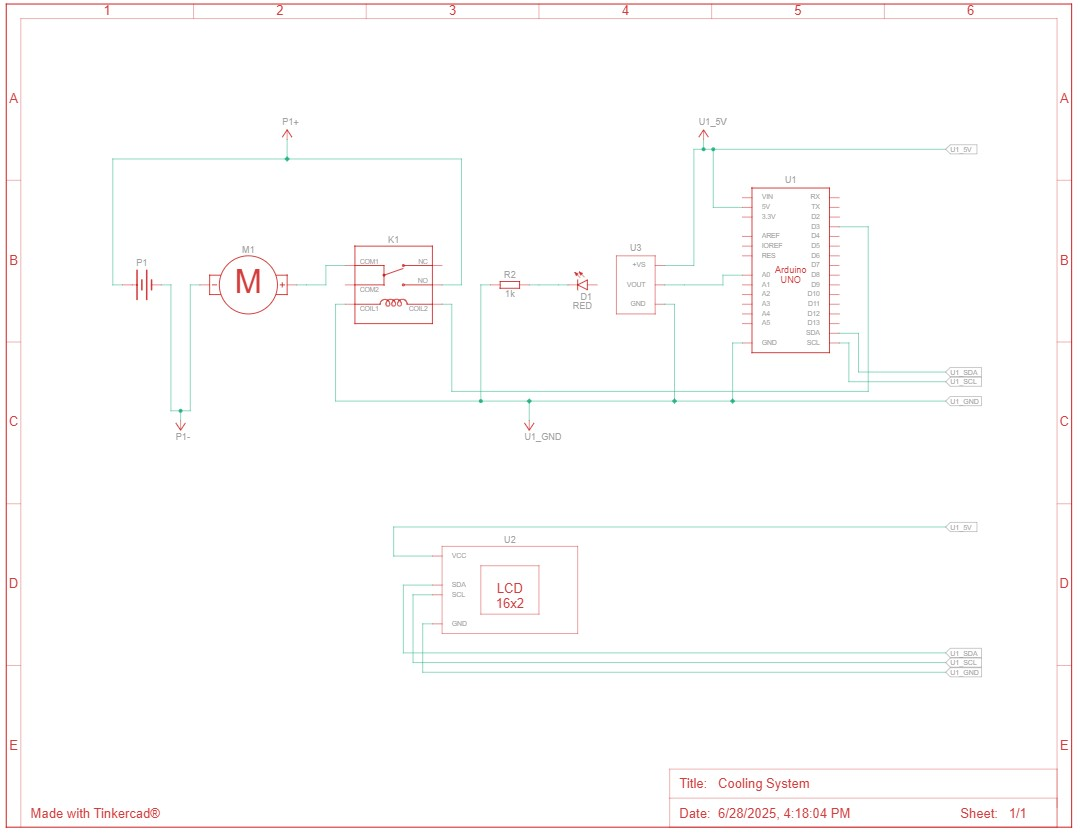 1 2 3 4 5 6
A A
P1+ U1_5V
U1_5V
U1
VIN RX
5V TX
3.3V D2
D3
AREF D4
IOREF D5
RES D6
D7
A0 D8
A1 D9
A2 D10
A3 D11
A4 D12
A5 D13
SDA
GND SCL
Arduino
UNO
B B
P1
M1
M
- +
K1
COM1 NC
NO
COM2
COIL1 COIL2
R2
1k
D1
RED
U3
+VS
VOUT
GND
U1_SDA
U1_SCL
U1_GND
C C
P1- U1_GND
U1_5V
U2
VCC
SDA
SCL
GND
LCD
16x2
D D
U1_SDA
U1_SCL
U1_GND
E E
Title: Cooling System
Made with Tinkercad®
Date: 6/28/2025, 4:18:04 PM Sheet: 1/1